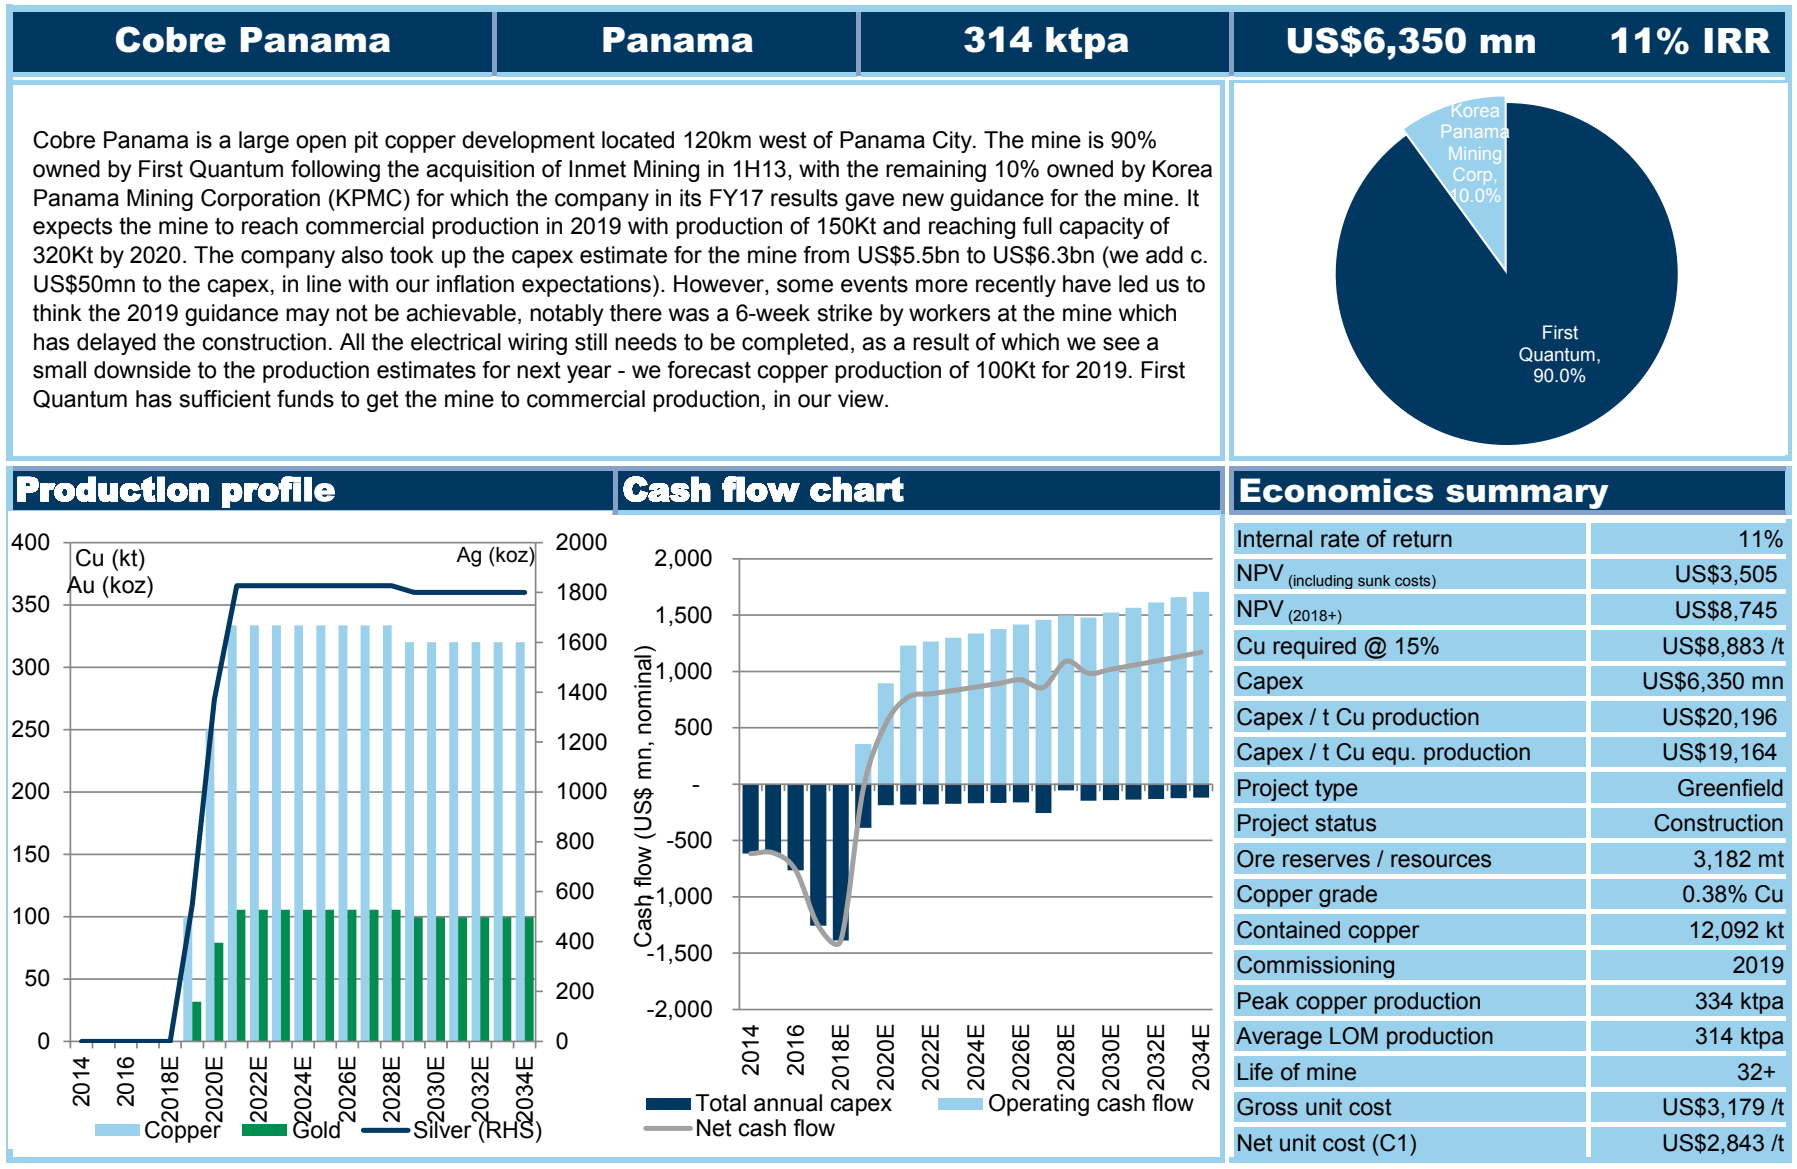 Cobre Panama
Panama
314 ktpa
US$6,350 mn
11% IRR
Cobre Panama is a large open pit copper development located 120km west of Panama City. The mine is 90%
owned by First Quantum following the acquisition of Inmet Mining in 1H13, with the remaining 10% owned by Korea
Panama Mining Corporation (KPMC) for which the company in its FY17 results gave new guidance for the mine. It
expects the mine to reach commercial production in 2019 with production of 150Kt and reaching full capacity of
320Kt by 2020. The company also took up the capex estimate for the mine from US$5.5bn to US$6.3bn (we add c.
US$50mn to the capex, in line with our inflation expectations). However, some events more recently have led us to
think the 2019 guidance may not be achievable, notably there was a 6-week strike by workers at the mine which
has delayed the construction. All the electrical wiring still needs to be completed, as a result of which we see a
small downside to the production estimates for next year - we forecast copper production of 100Kt for 2019. First
Quantum has sufficient funds to get the mine to commercial production, in our view.
Korea
Panama
Mining
Corp,
10.0%
First
Quantum,
90.0%
Production profile
400
350
300
250
200
150
100
50
0
Cu (kt)
Au (koz)
Ag (koz)
2000
1800
1600
1400
1200
1000
800
600
400
200
0
2014
2016
2018E
2020E
2022E
2024E
2026E
2028E
2030E
2032E
2034E
Copper
Gold
Silver (RHS)
Cash flow chart
Cash flow (US$ mn, nominal)
2,000
1,500
1,000
500
-
-500
-1,000
-1,500
-2,000
2014
2016
2018E
2020E
2022E
2024E
2026E
2028E
2030E
2032E
2034E
Total annual capex
Operating cash flow
Net cash flow
Economics summary
Internal rate of return 11%
NPV (including sunk costs) US$3,505
NPV (2018+) US$8,745
Cu required @ 15% US$8,883 /t
Capex US$6,350 mn
Capex / t Cu production US$20,196
Capex / t Cu equ. production US$19,164
Project type Greenfield
Project status Construction
Ore reserves / resources 3,182 mt
Copper grade 0.38% Cu
Contained copper 12,092 kt
Commissioning 2019
Peak copper production 334 ktpa
Average LOM production 314 ktpa
Life of mine 32+
Gross unit cost US$3,179 /t
Net unit cost (C1) US$2,843 /t